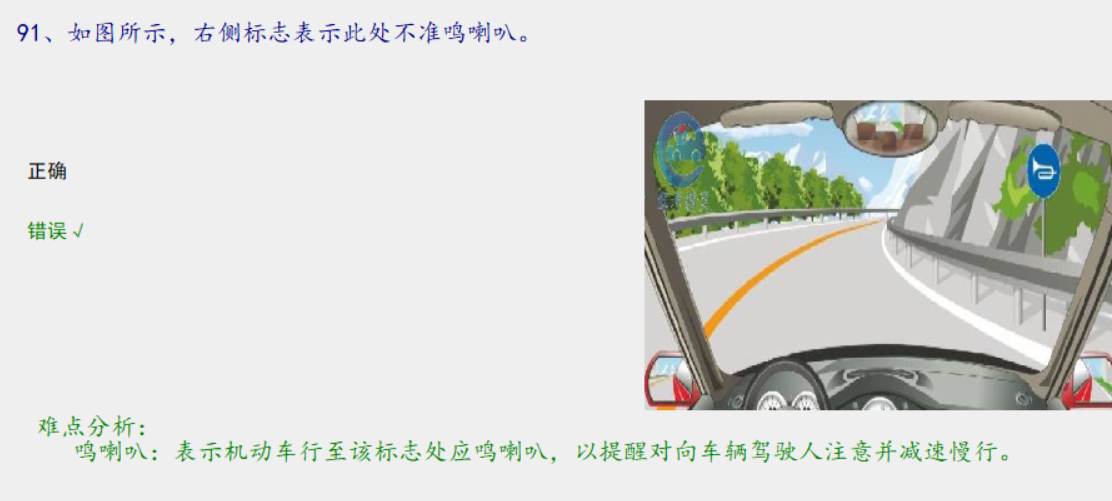 91、如图所示，右侧标志表示此处不准鸣喇叭。
正确
错误 √
难点分析：
鸣喇叭：表示机动车行至该标志处应鸣喇叭，以提醒对向车辆驾驶人注意并减速慢行。